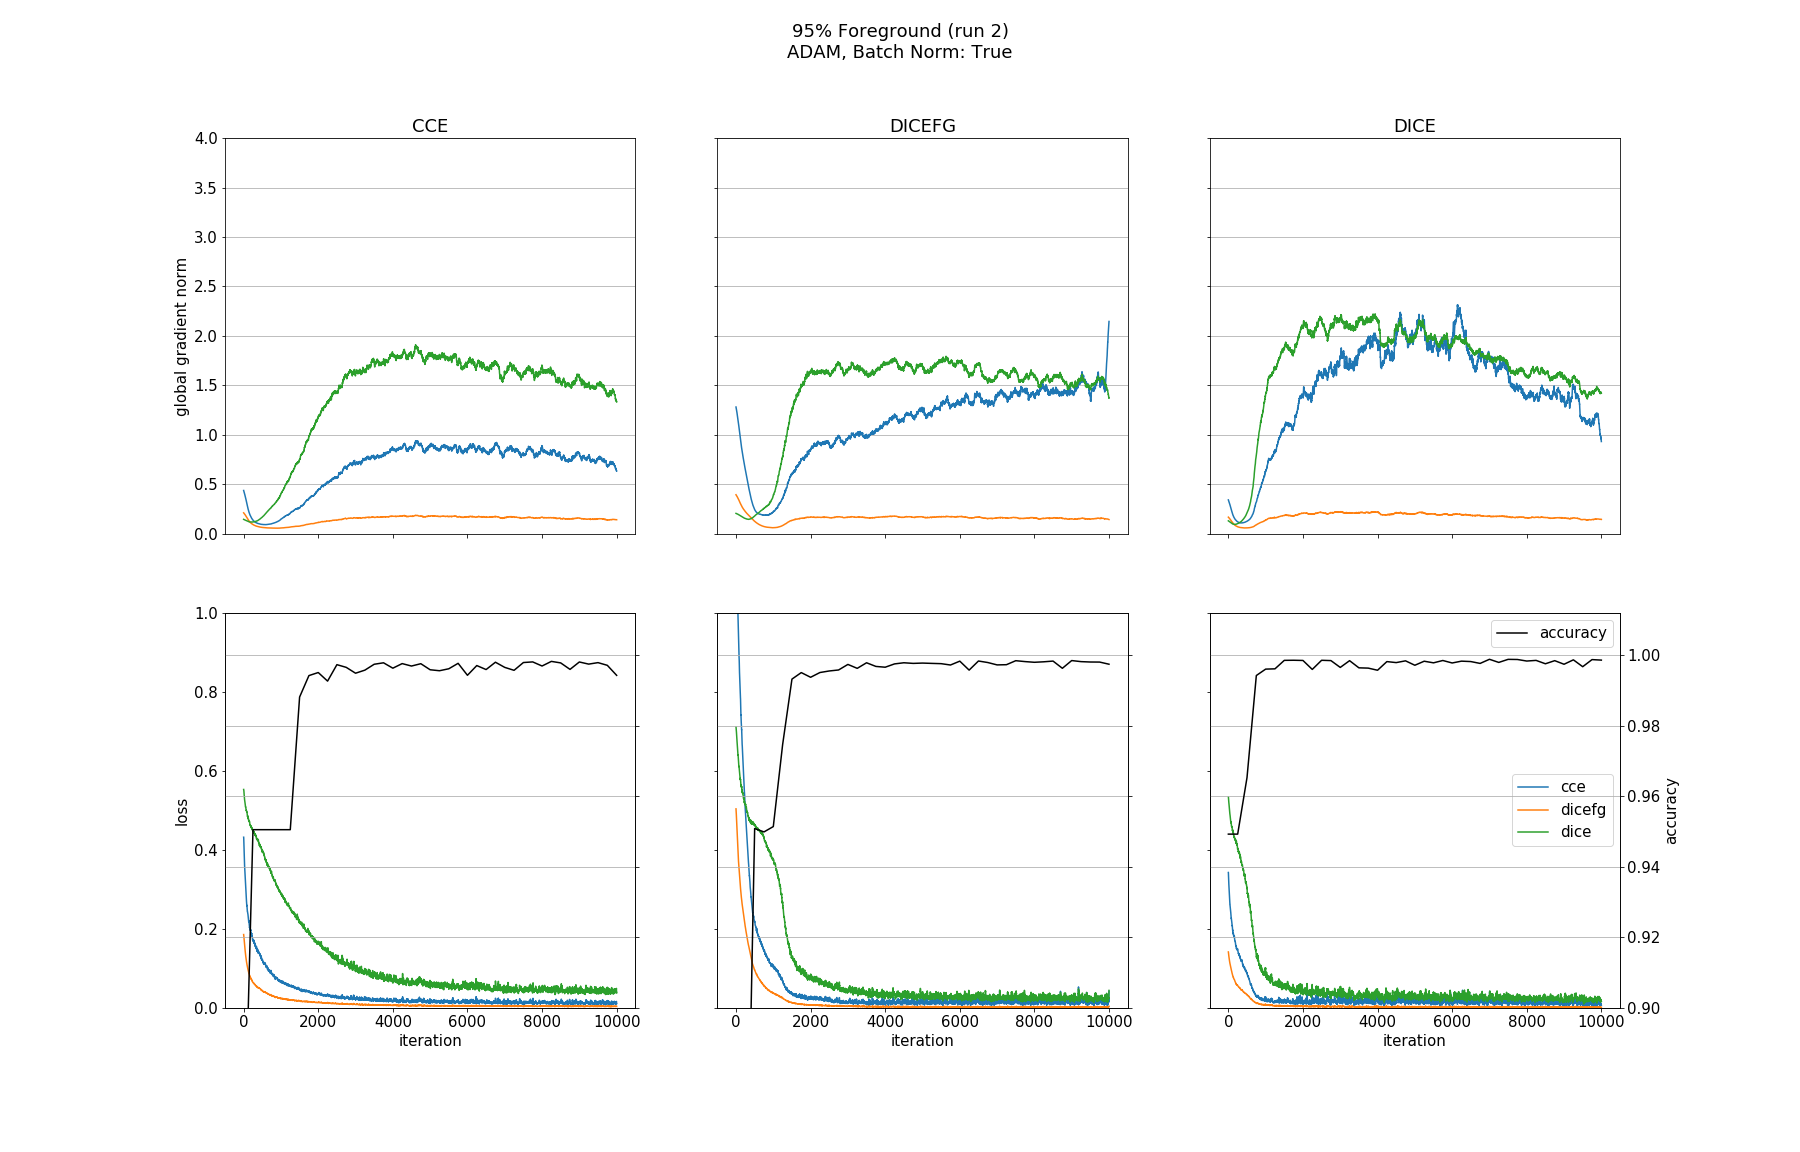 95% Foreground (run 2)
ADAM, Batch Norm: True
CCE
DICEFG
DICE
4.0
3.5
3.0
2.5
2.0
1.5
1.0
0.5
0.0
global gradient norm
1.0
0.8
0.6
0.4
0.2
0.0
loss
accuracy
cce
dicefg
dice
1.00
0.98
0.96
0.94
0.92
0.90
accuracy
0 2000 4000 6000 8000 10000
0 2000 4000 6000 8000 10000
0 2000 4000 6000 8000 10000
iteration
iteration
iteration